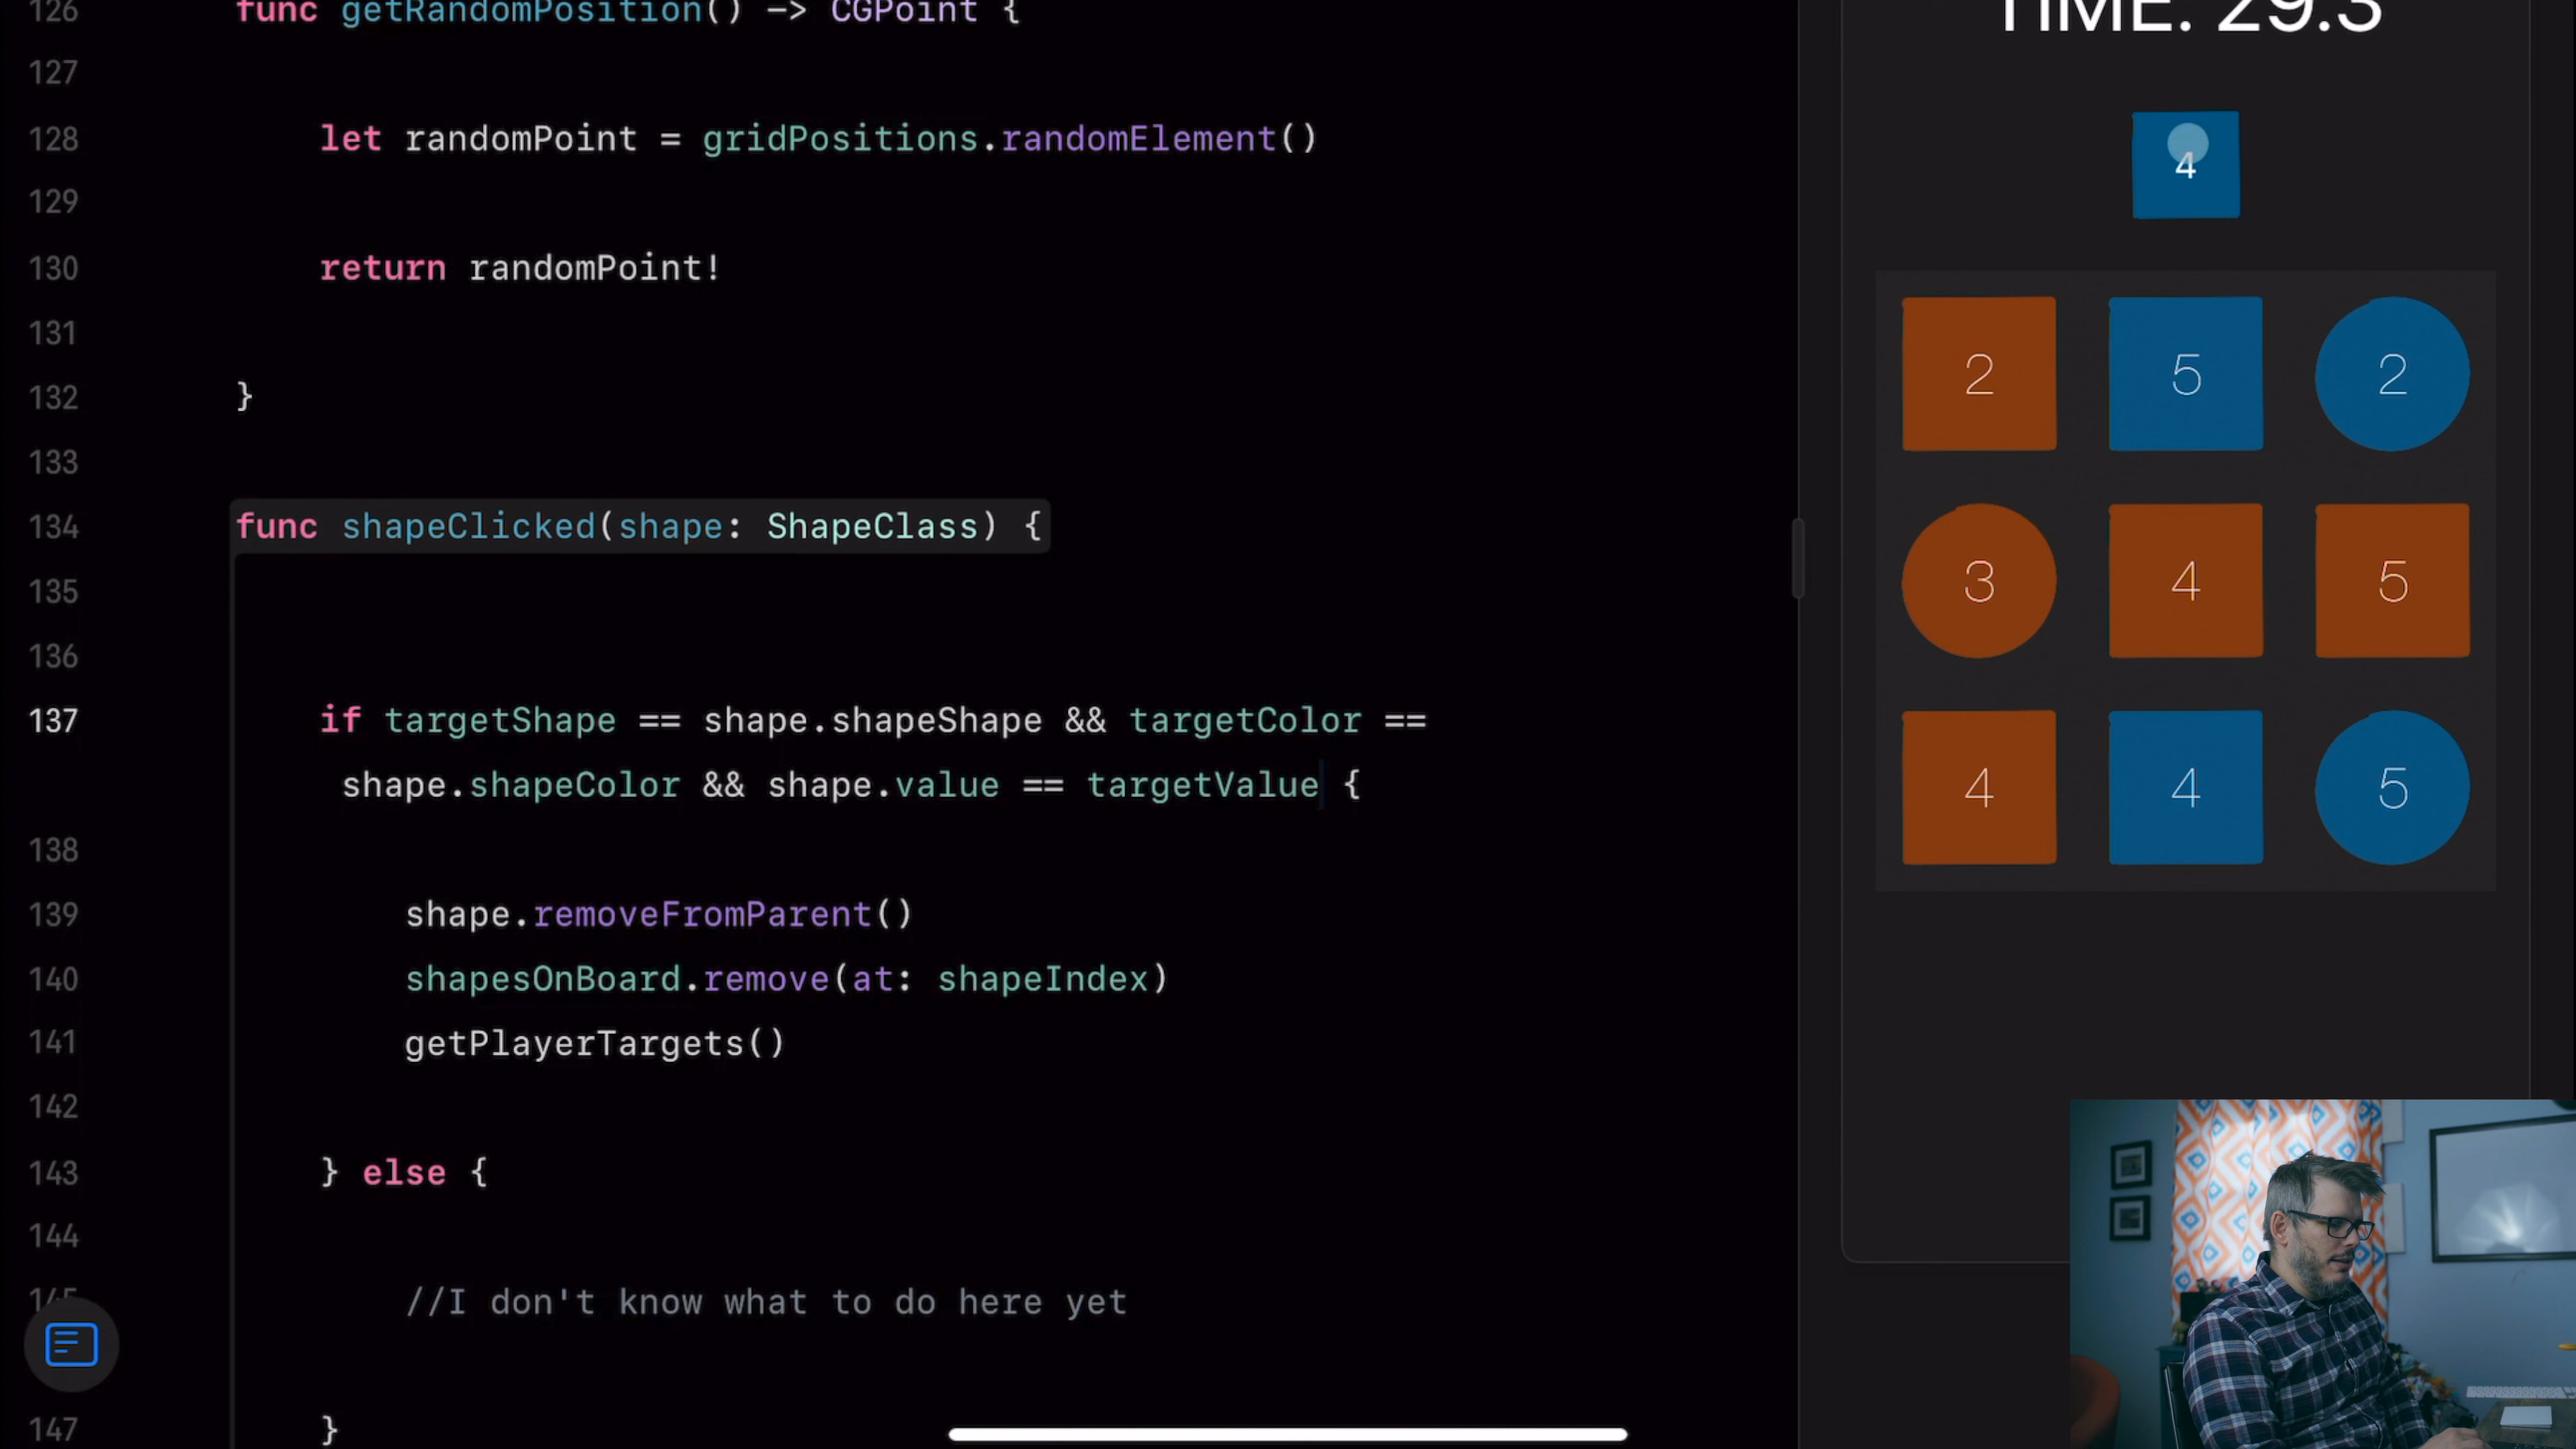 126 func getRandomPosition() -> CGPoint {
127
128 let randomPoint = gridPositions.randomElement()
129
130 return randomPoint!
131
132 }
133
134 func shapeClicked(shape: ShapeClass) {
135
136
137 if targetShape == shape.shapeShape && targetColor ==
shape.shapeColor && shape.value == targetValue {
138
139 shape.removeFromParent()
140 shapesOnBoard.remove(at: shapeIndex)
141 getPlayerTargets()
142
143 } else {
144
145 //I don't know what to do here yet
147 }
TIME: 29.3
4
2 5 2
3 4 5
4 4 5